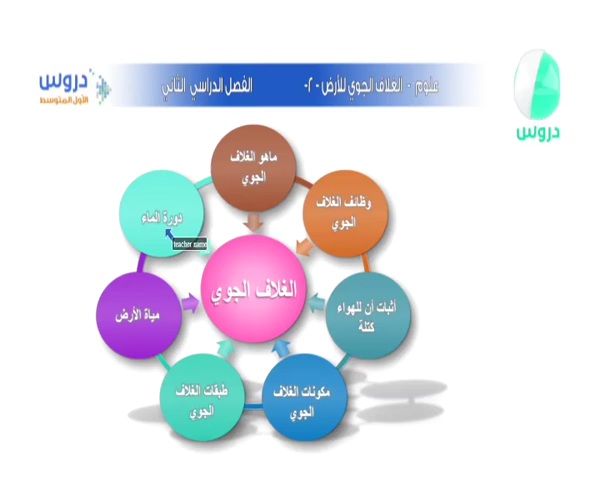 دروس
الأول المتوسط
علوم - الغلاف الجوي للأرض -٢-
الفصل الدراسي الثاني
دروس
ماهو الغلاف
الجوي
وظائف الغلاف
الجوي
أثبات أن للهواء
كتلة
مكونات الغلاف
الجوي
طبقات الغلاف
الجوي
مياة الأرض
دورة الماء
teacher name
الغلاف الجوي